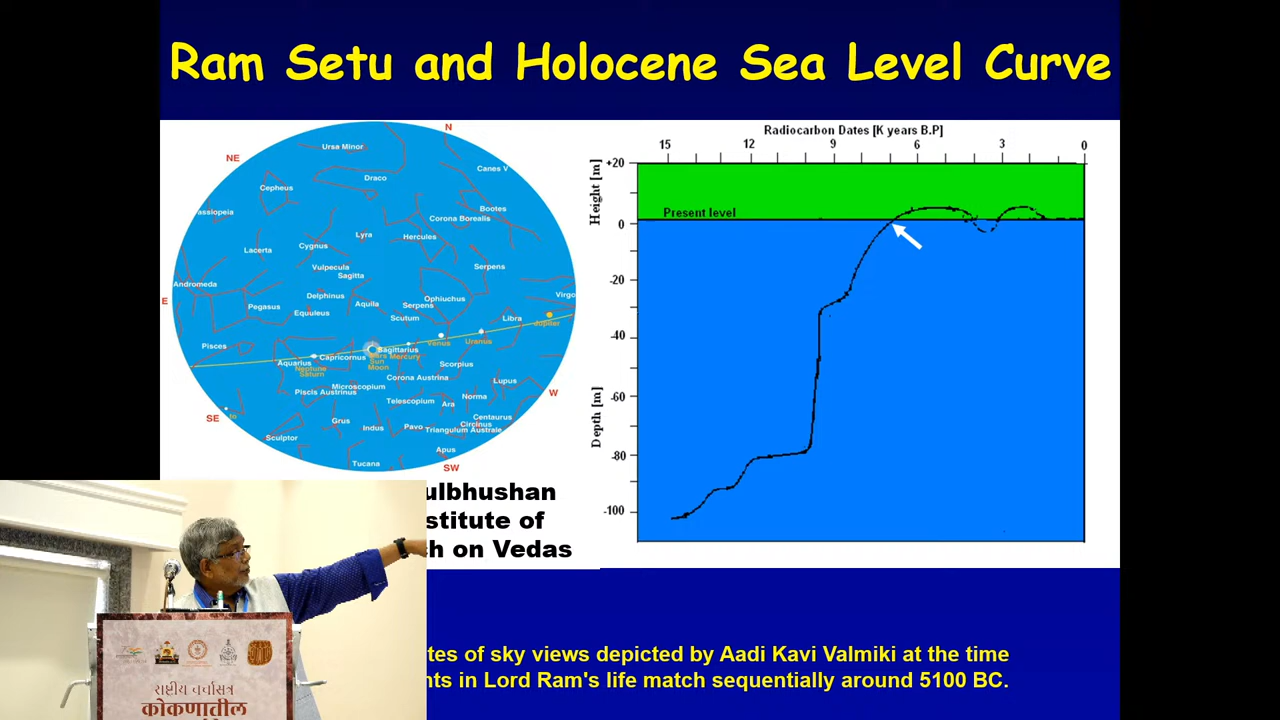 Ram Setu and Holocene Sea Level Curve
N
NE
E
SE
SW
W
Ursa Minor
Canes V
Draco
Cepheus
Bootes
assiopeia
Corona Borealis
Lyra
Hercules
Cygnus
Lacerta
Vulpecula
Sagitta
Serpens
Andromeda
Delphinus
Aquila
Ophiuchus
Virgo
Pegasus
Equuleus
Serpens
Scutum
Libra
Jupiter
Pisces
Venus
Uranus
Aquarius
Capricornus
Sagittarius
Mercury
Sun
Moon
Neptune
Saturn
Scorpius
Corona Austrina
Microscopium
Lupus
Piscis Austrinus
Telescopium
Ara
Norma
Grus
Indus
Pavo
Centaurus
Circinus
Triangulum Australe
Sculptor
Apus
Tucana
Radiocarbon Dates [K years B.P]
15 12 9 6 3 0
Height [m]
+20
Present level
0
-20
-40
-60
-80
-100
Depth [m]
ulbhushan
stitute of
ch on Vedas
tes of sky views depicted by Aadi Kavi Valmiki at the time
nts in Lord Ram's life match sequentially around 5100 BC.
राष्ट्रीय चर्चासत्र
कोकणातील